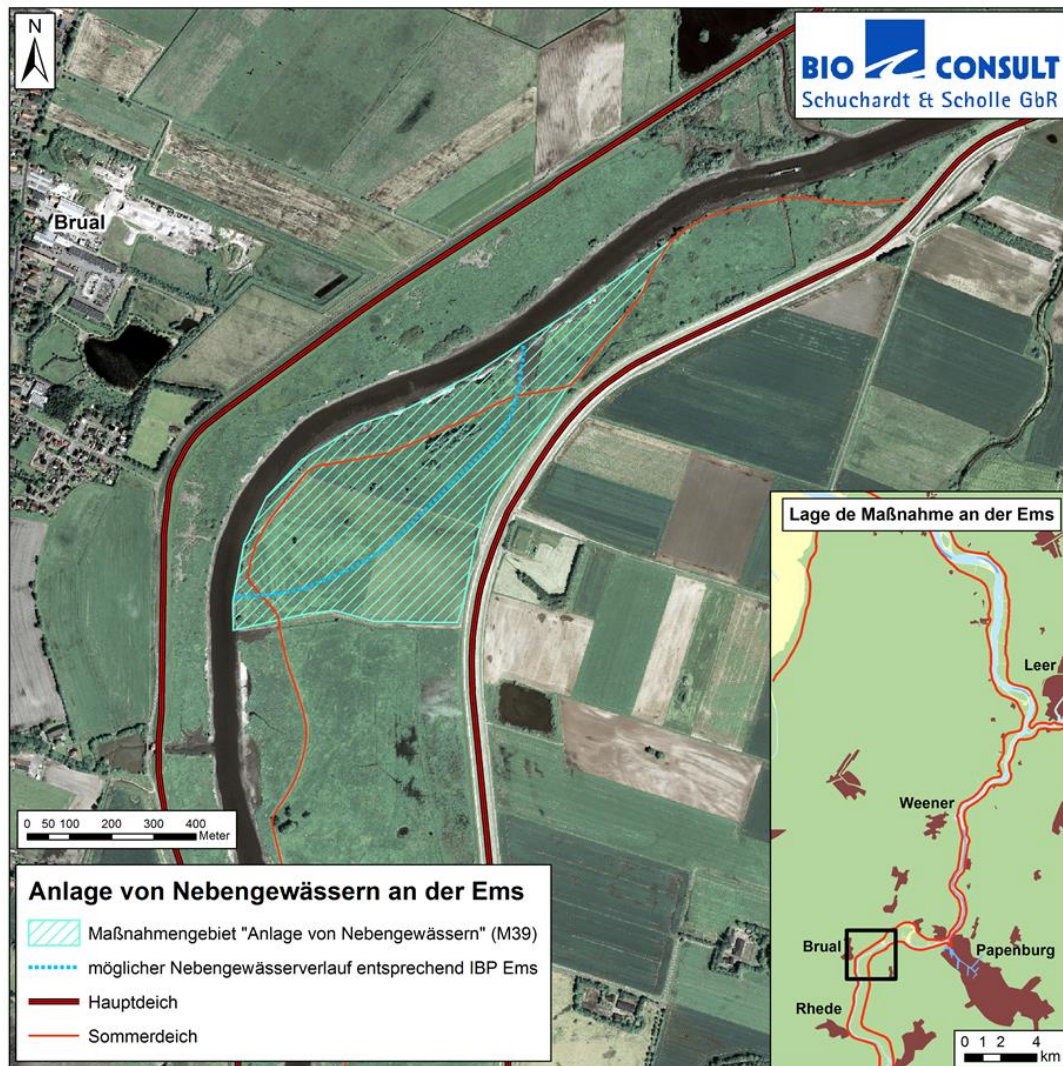 N
BIO CONSULT
Schuchardt & Scholle GbR
Brual
Lage de Maßnahme an der Ems
Leer
Weener
Brual
Papenburg
Rhede
0 1 2 4
km
0 50 100 200 300 400
Meter
Anlage von Nebengewässern an der Ems
Maßnahmengebiet "Anlage von Nebengewässern" (M39)
möglicher Nebengewässerverlauf entsprechend IBP Ems
Hauptdeich
Sommerdeich